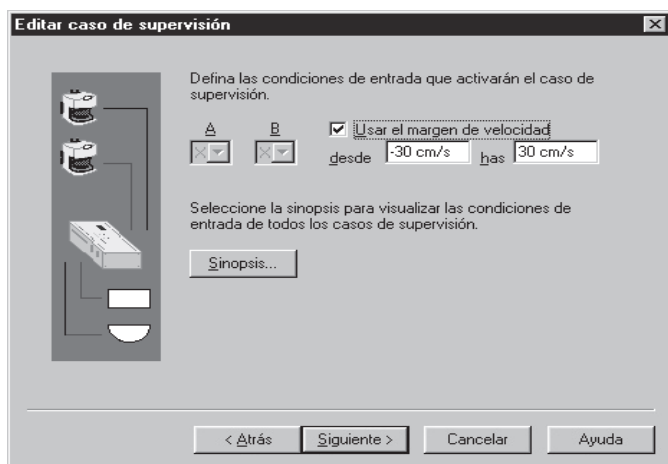 Editar caso de supervisión
Defina las condiciones de entrada que activarán el caso de
supervisión.
A B Usar el margen de velocidad
desde -30 cm/s has 30 cm/s
Seleccione la sinopsis para visualizar las condiciones de
entrada de todos los casos de supervisión.
Sinopsis...
< Atrás Siguiente > Cancelar Ayuda